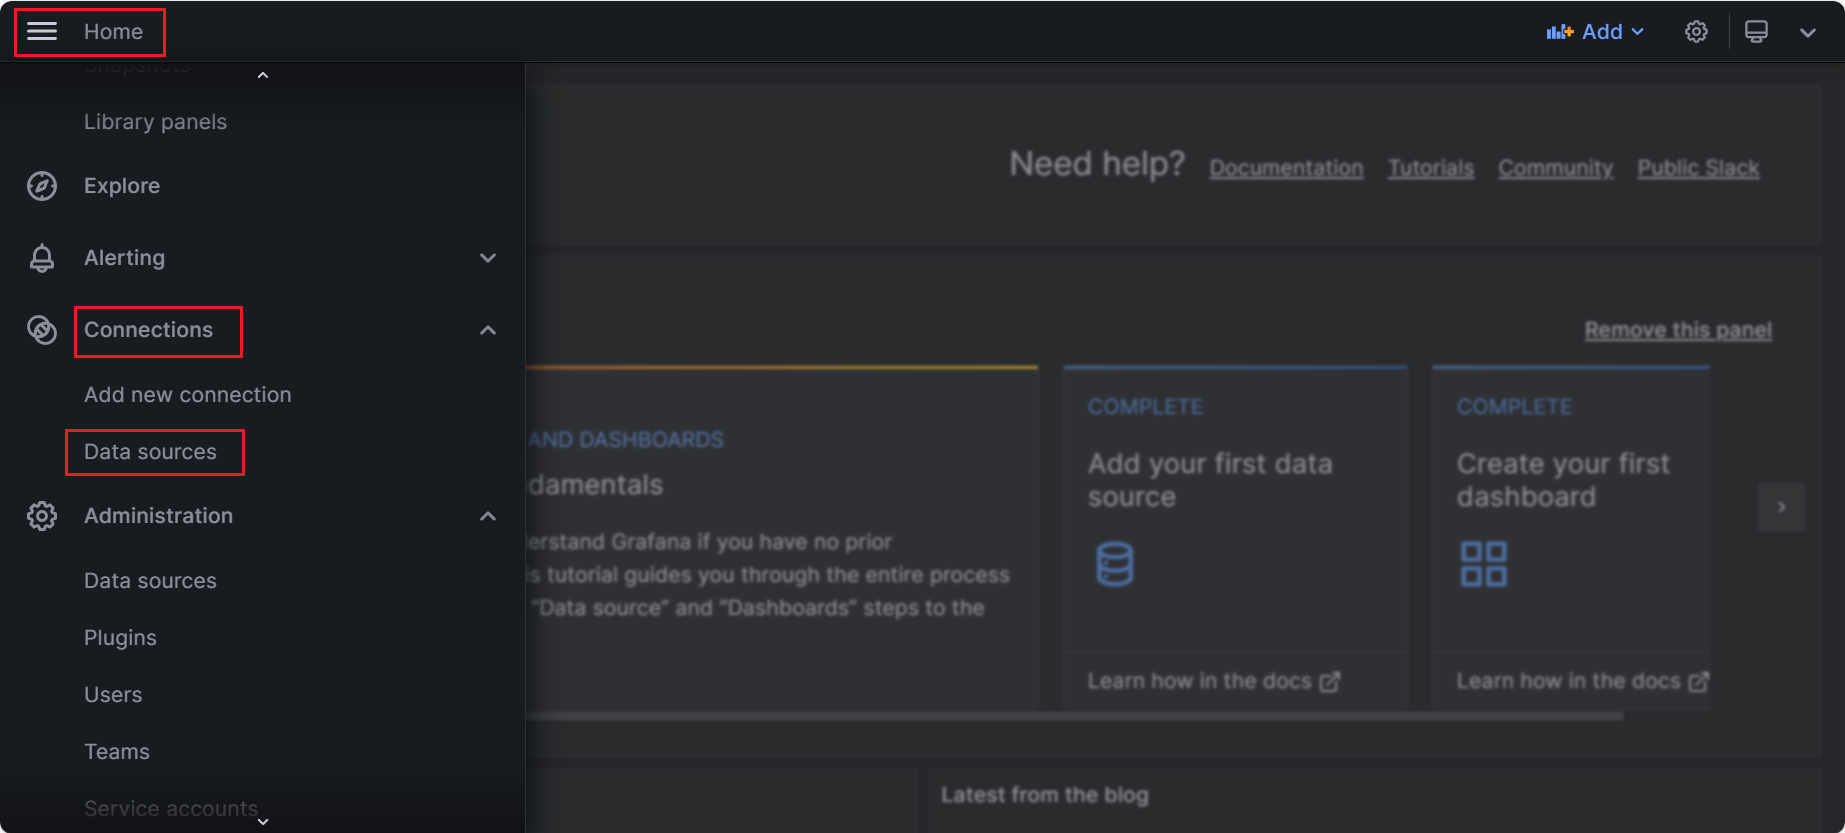 Home
Add
Snapshots
Library panels
Explore
Alerting
Connections
Add new connection
Data sources
Administration
Data sources
Plugins
Users
Teams
Service accounts
Need help? Documentation Tutorials Community Public Slack
Remove this panel
AND DASHBOARDS
damentals
erstand Grafana if you have no prior
is tutorial guides you through the entire process
"Data source" and "Dashboards" steps to the
COMPLETE
Add your first data
source
Learn how in the docs
COMPLETE
Create your first
dashboard
Learn how in the docs
Latest from the blog